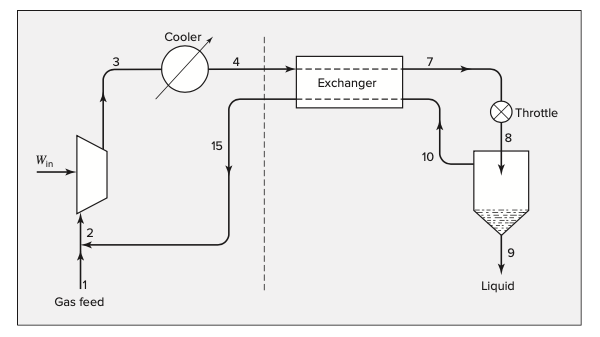 Cooler
3
4
7
Exchanger
Throttle
8
15
10
W_in
2
9
1
Liquid
Gas feed